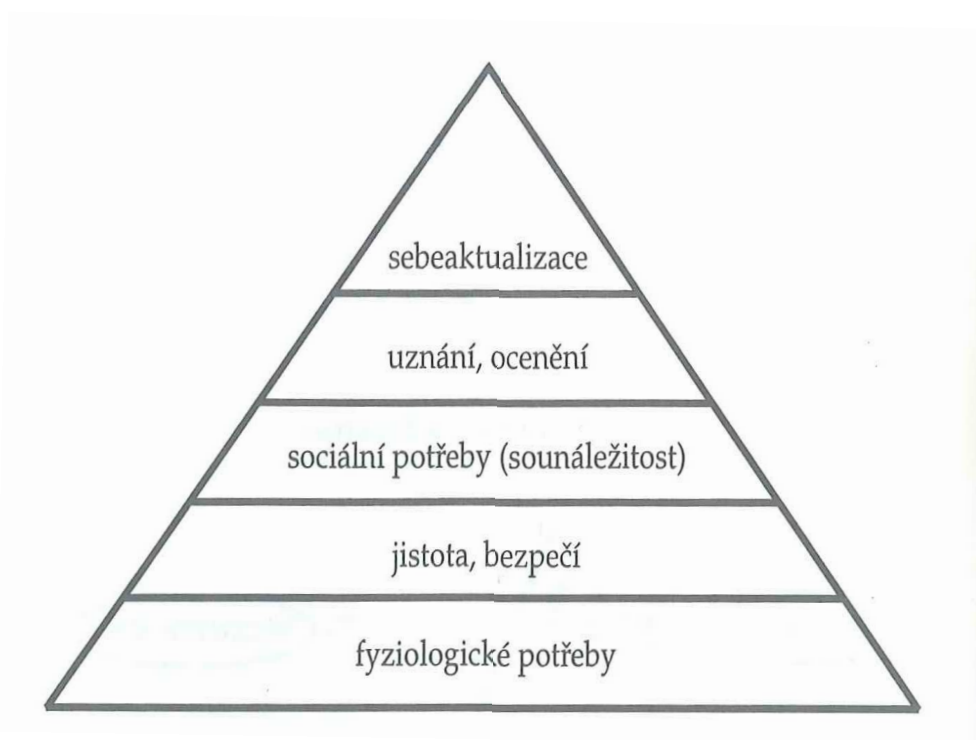 sebeaktualizace
uznání, ocenění
sociální potřeby (sounáležitost)
jistota, bezpečí
fyziologické potřeby